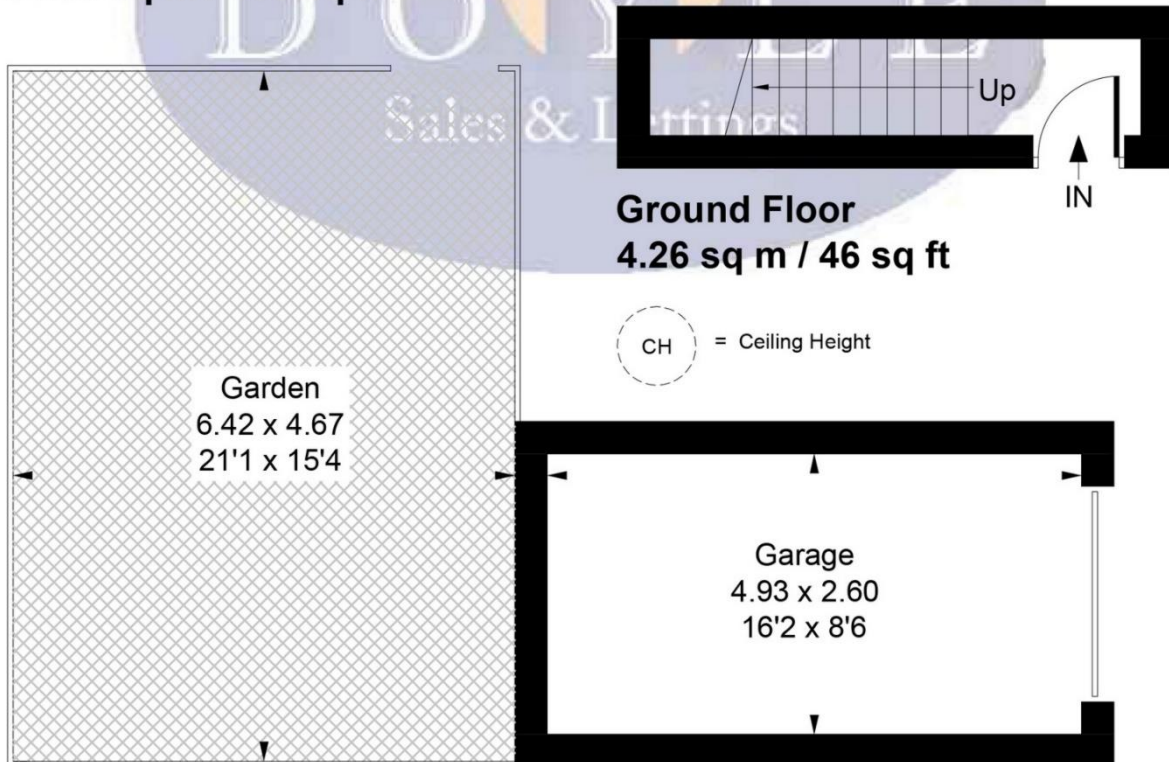 DOYLE
Sales & Lettings
Up
IN
Ground Floor
4.26 sq m / 46 sq ft
CH = Ceiling Height
Garden
6.42 x 4.67
21'1 x 15'4
Garage
4.93 x 2.60
16'2 x 8'6